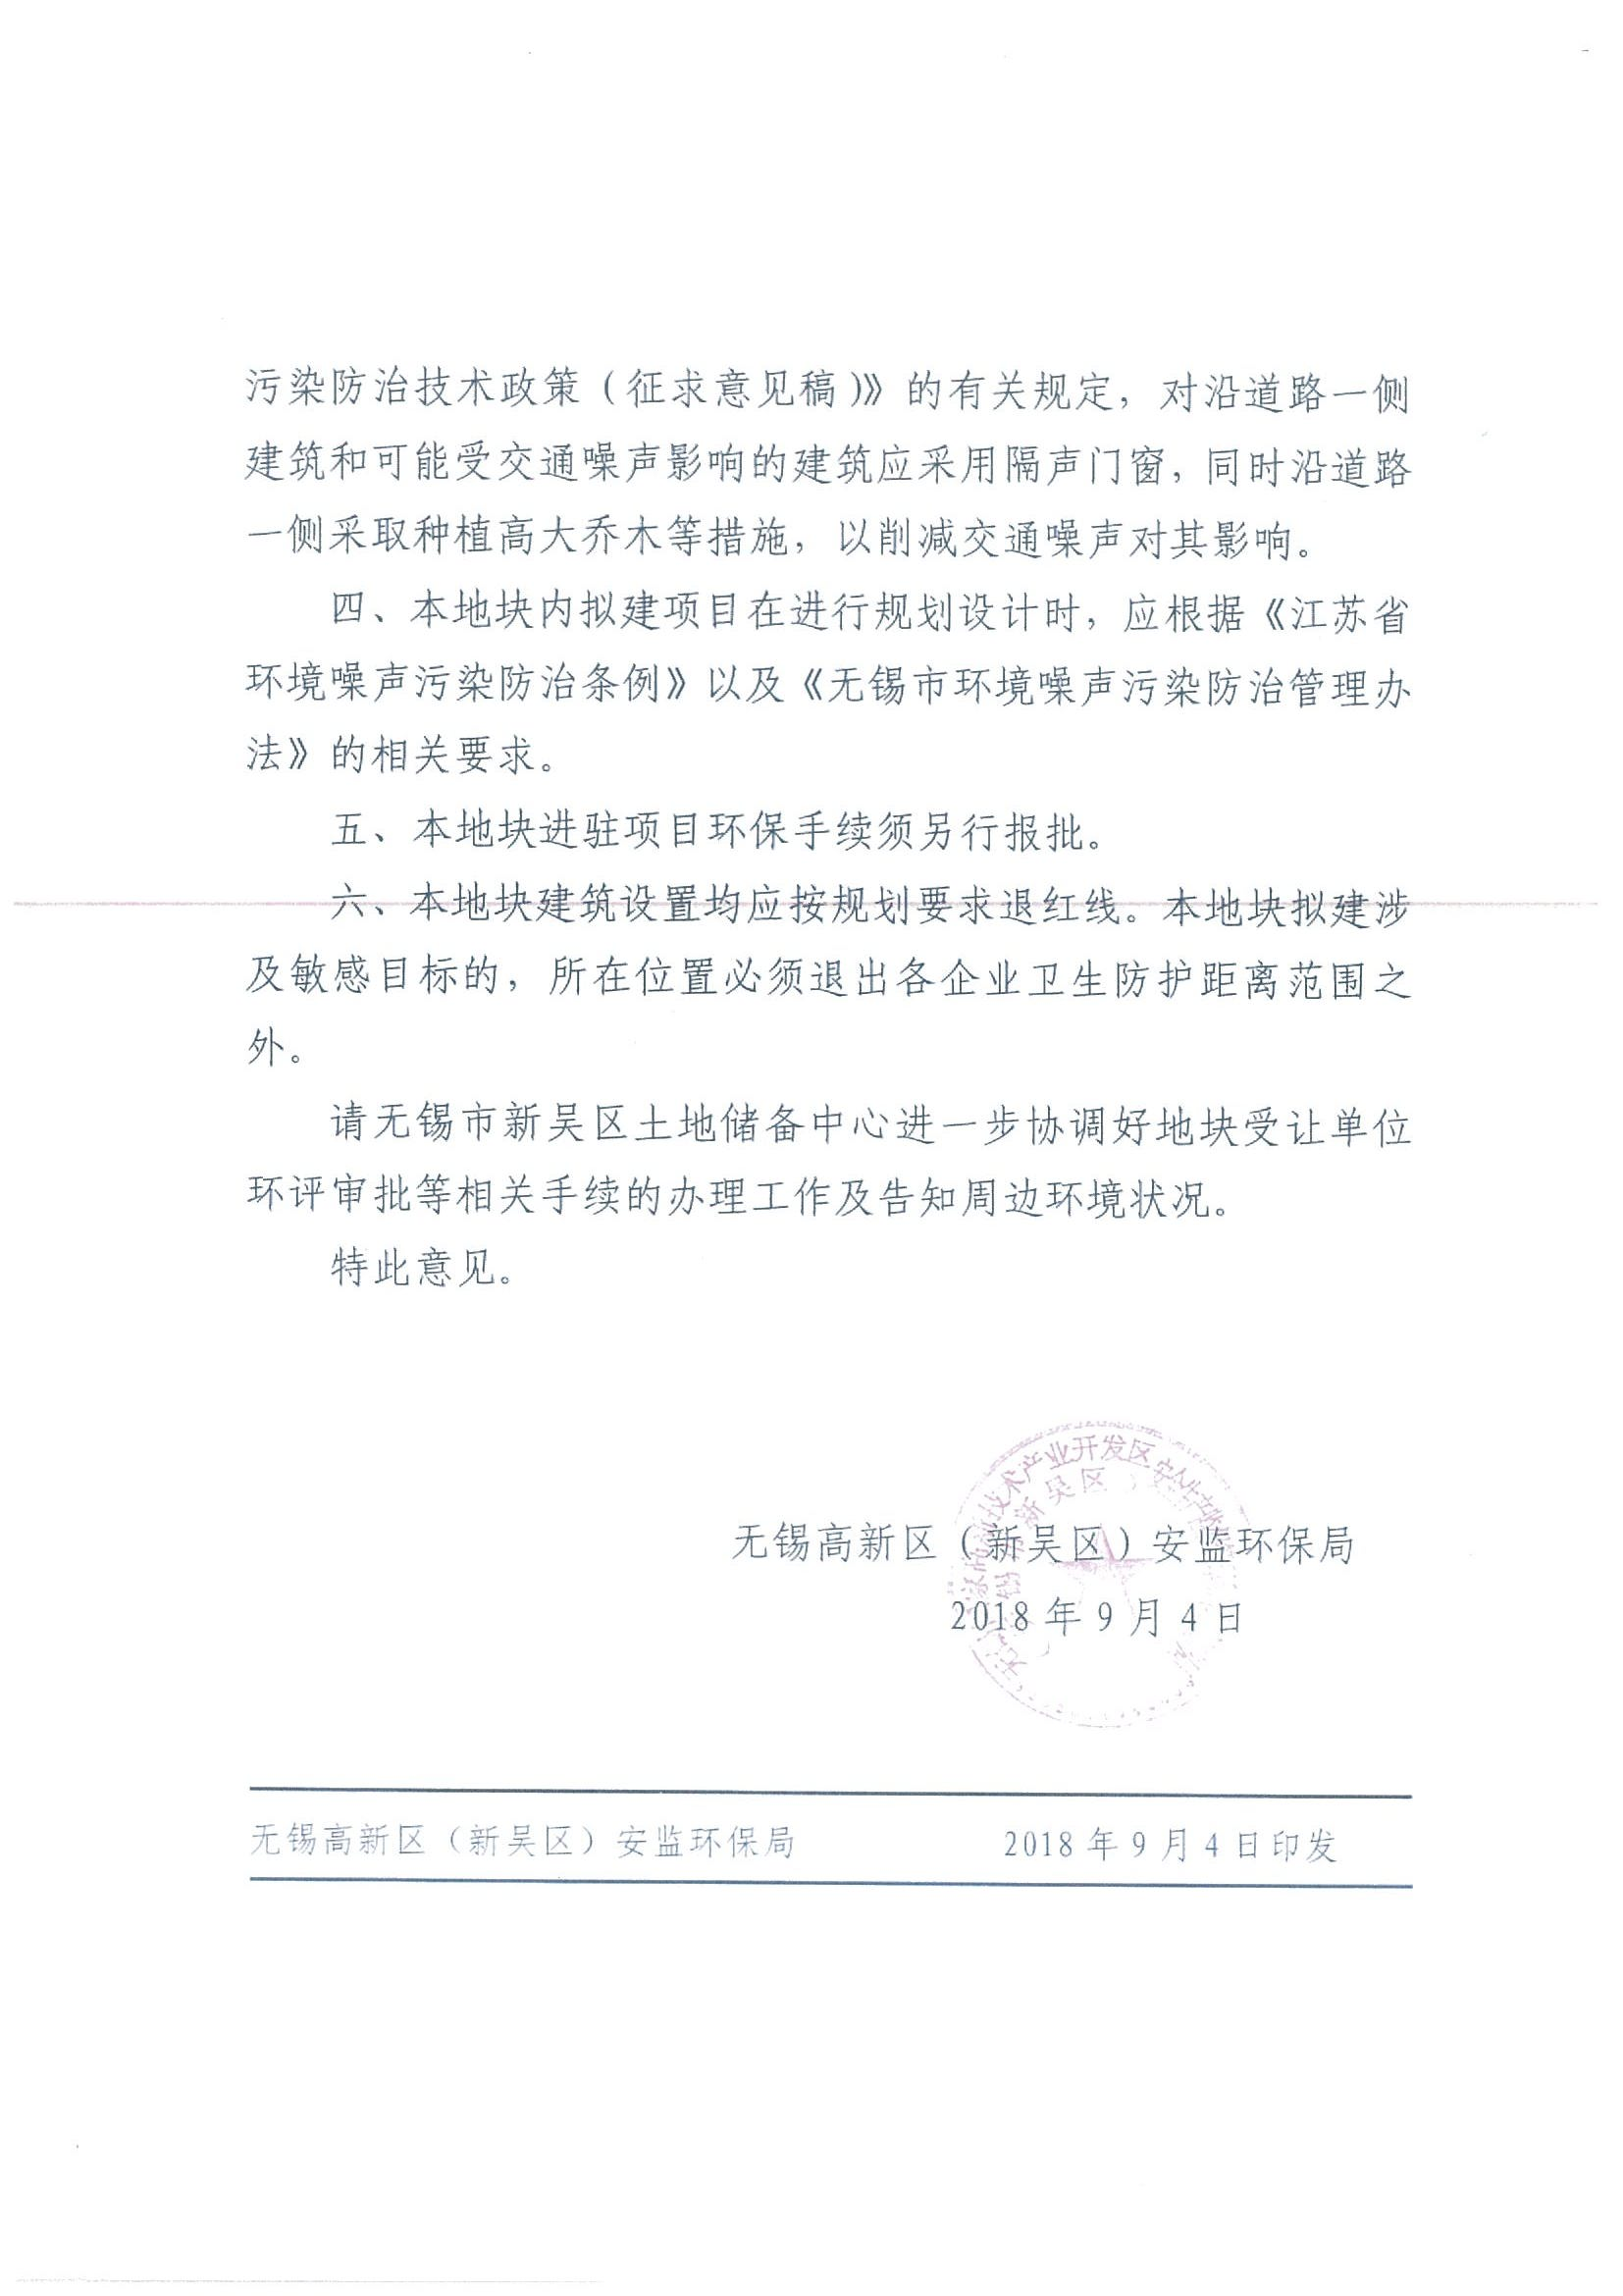 污染防治技术政策（征求意见稿）》的有关规定，对沿道路一侧
建筑和可能受交通噪声影响的建筑应采用隔声门窗，同时沿道路
一侧采取种植高大乔木等措施，以削减交通噪声对其影响。
四、本地块内拟建项目在进行规划设计时，应根据《江苏省
环境噪声污染防治条例》以及《无锡市环境噪声污染防治管理办
法》的相关要求。
五、本地块进驻项目环保手续须另行报批。
六、本地块建筑设置均应按规划要求退红线。本地块拟建涉
及敏感目标的，所在位置必须退出各企业卫生防护距离范围之
外。
请无锡市新吴区土地储备中心进一步协调好地块受让单位
环评审批等相关手续的办理工作及告知周边环境状况。
特此意见。
技术产业开发区安全生产
新吴区
无锡高新区（新吴区）安监环保局
2018年9月4日
无锡高新区（新吴区）安监环保局 2018年9月4日印发